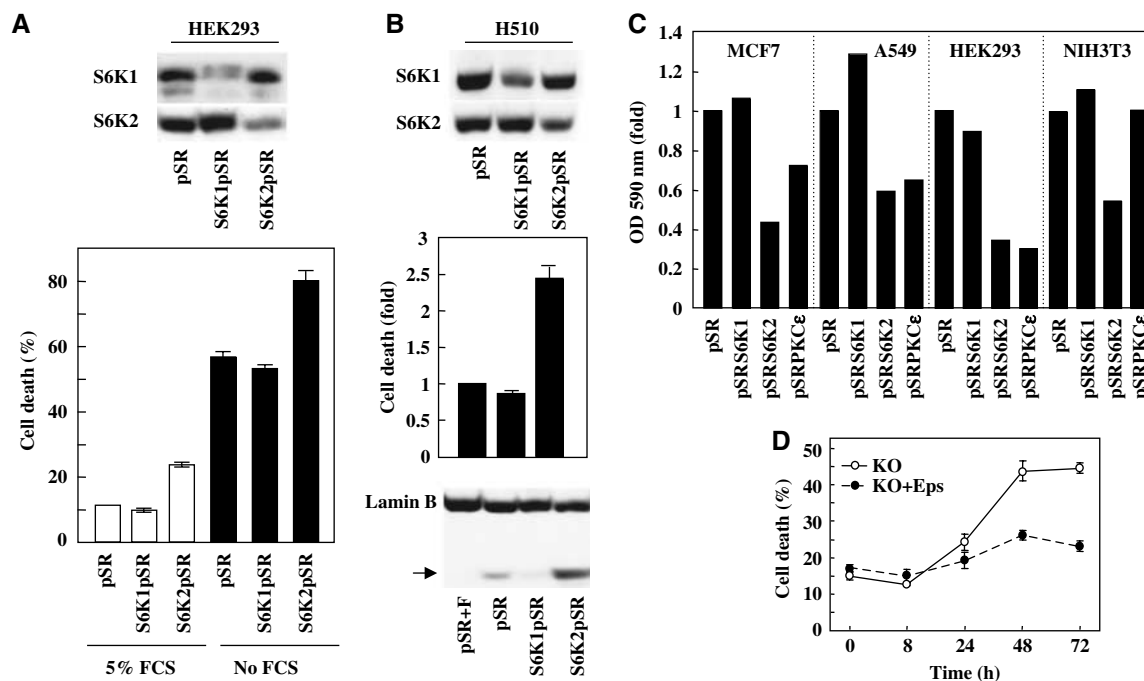 A
HEK293
S6K1
S6K2
pSR
S6K1pSR
S6K2pSR
Cell death (%)
80
60
40
20
0
pSR
S6K1pSR
S6K2pSR
pSR
S6K1pSR
S6K2pSR
5% FCS
No FCS
B
H510
S6K1
S6K2
pSR
S6K1pSR
S6K2pSR
Cell death (fold)
3
2.5
2
1.5
1
0.5
0
Lamin B
pSR+F
pSR
S6K1pSR
S6K2pSR
C
MCF7
A549
HEK293
NIH3T3
OD 590 nm (fold)
1.2
1
0.8
0.6
0.4
0.2
0
pSR
pSRS6K1
pSRS6K2
pSRPKCε
pSR
pSRS6K1
pSRS6K2
pSRPKCε
pSR
pSRS6K1
pSRS6K2
pSRPKCε
pSR
pSRS6K1
pSRS6K2
pSRPKCε
D
KO
KO+Eps
Cell death (%)
50
40
35
25
15
10
0
0
8
24
48
72
Time (h)